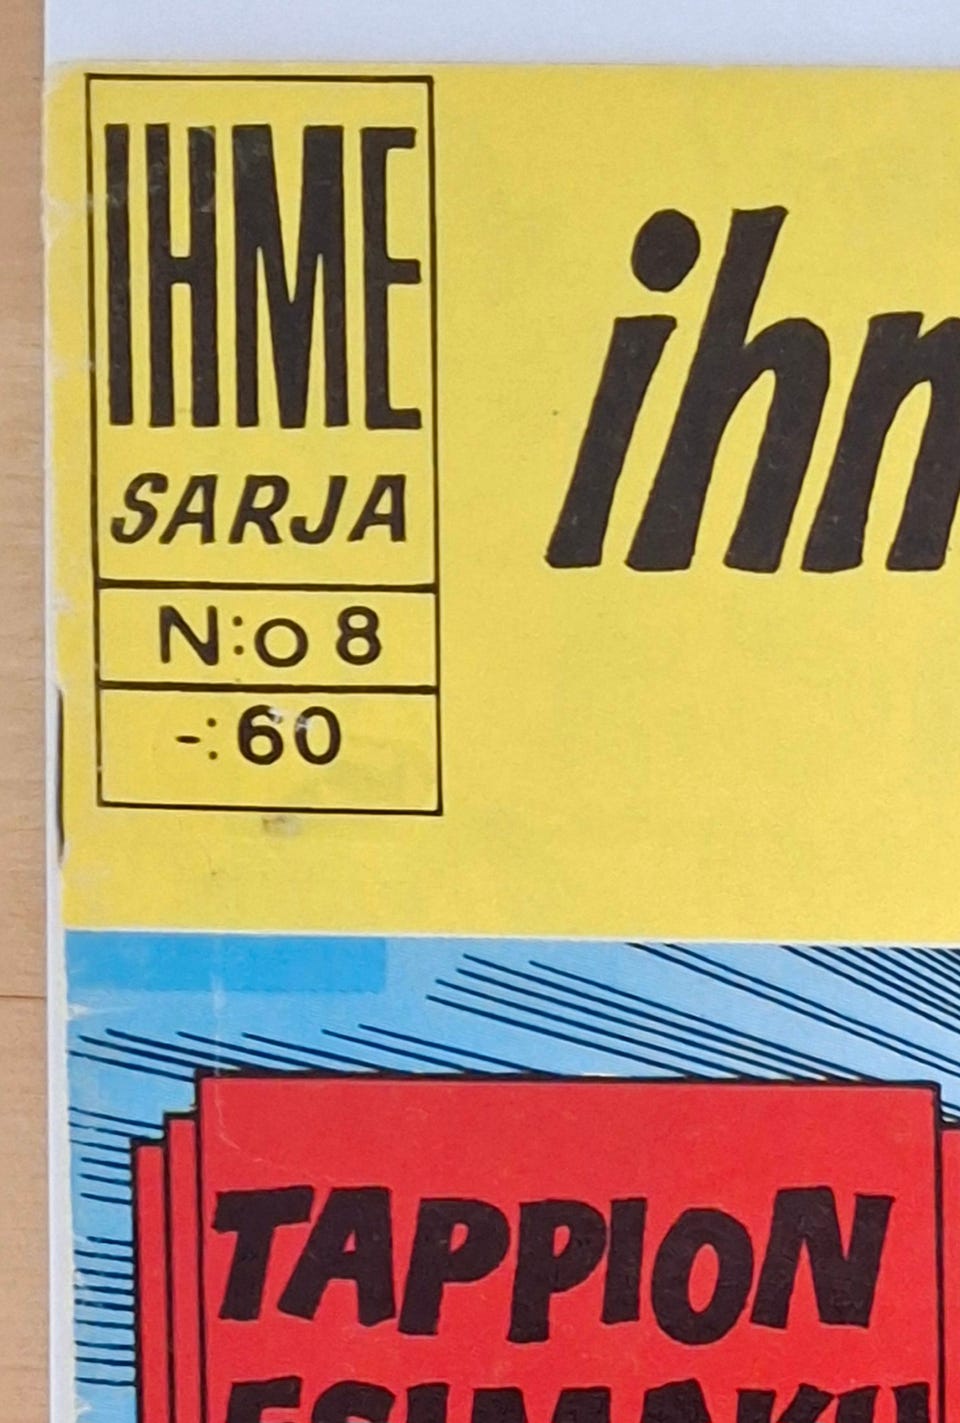 IHME
SARJA
N:o 8
-:60
ihm
TAPPION